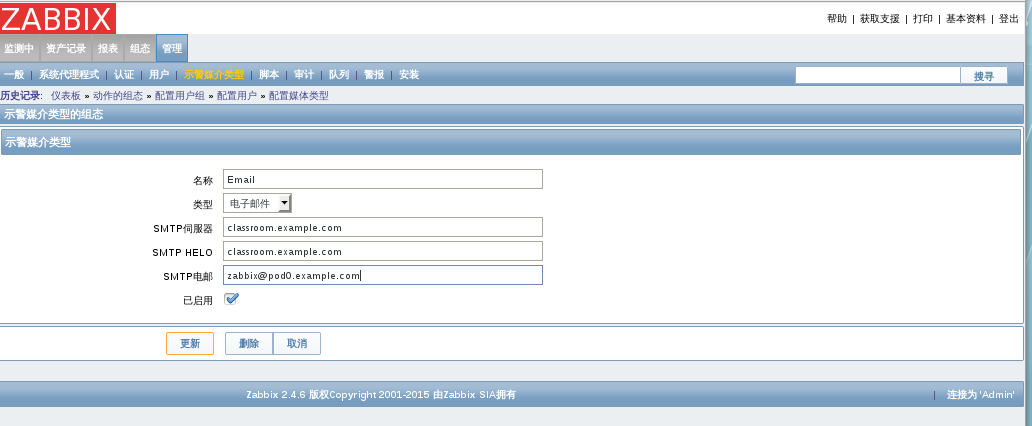 ZABBIX
帮助 | 获取支援 | 打印 | 基本资料 | 登出
监测中 资产记录 报表 组态 管理
一般 | 系统代理程式 | 认证 | 用户 | 示警媒介类型 | 脚本 | 审计 | 队列 | 警报 | 安装 搜寻
历史记录: 仪表板 » 动作的组态 » 配置用户组 » 配置用户 » 配置媒体类型
示警媒介类型的组态
示警媒介类型
名称 Email
类型 电子邮件
SMTP伺服器 classroom.example.com
SMTP HELO classroom.example.com
SMTP电邮 zabbix@pod0.example.com
已启用
更新 删除 取消
Zabbix 2.4.6 版权Copyright 2001-2015 由Zabbix SIA拥有 | 连接为 'Admin'